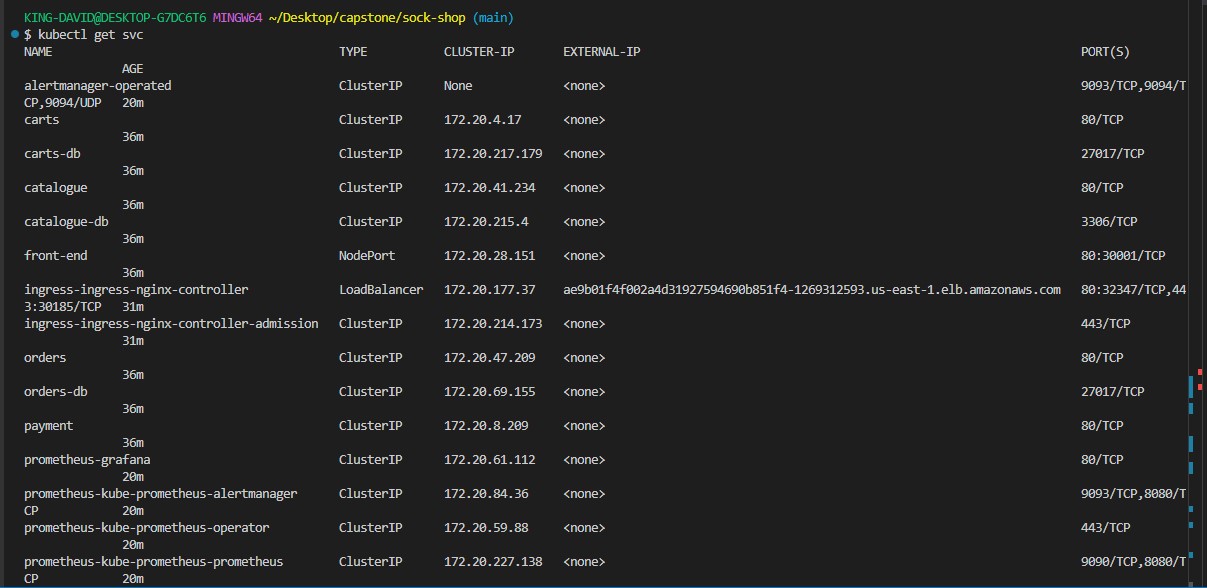 KING-DAVID@DESKTOP-G7DC6T6 MINGW64 ~/Desktop/capstone/sock-shop (main)
$ kubectl get svc
NAME TYPE CLUSTER-IP EXTERNAL-IP PORT(S)
AGE
alertmanager-operated ClusterIP None <none> 9093/TCP,9094/T
CP,9094/UDP 20m
carts ClusterIP 172.20.4.17 <none> 80/TCP
36m
carts-db ClusterIP 172.20.217.179 <none> 27017/TCP
36m
catalogue ClusterIP 172.20.41.234 <none> 80/TCP
36m
catalogue-db ClusterIP 172.20.215.4 <none> 3306/TCP
36m
front-end NodePort 172.20.28.151 <none> 80:30001/TCP
36m
ingress-ingress-nginx-controller LoadBalancer 172.20.177.37 ae9b01f4f002a4d31927594690b851f4-1269312593.us-east-1.elb.amazonaws.com 80:32347/TCP,44
3:30185/TCP 31m
ingress-ingress-nginx-controller-admission ClusterIP 172.20.214.173 <none> 443/TCP
31m
orders ClusterIP 172.20.47.209 <none> 80/TCP
36m
orders-db ClusterIP 172.20.69.155 <none> 27017/TCP
36m
payment ClusterIP 172.20.8.209 <none> 80/TCP
36m
prometheus-grafana ClusterIP 172.20.61.112 <none> 80/TCP
20m
prometheus-kube-prometheus-alertmanager ClusterIP 172.20.84.36 <none> 9093/TCP,8080/T
CP 20m
prometheus-kube-prometheus-operator ClusterIP 172.20.59.88 <none> 443/TCP
20m
prometheus-kube-prometheus-prometheus ClusterIP 172.20.227.138 <none> 9090/TCP,8080/T
CP 20m